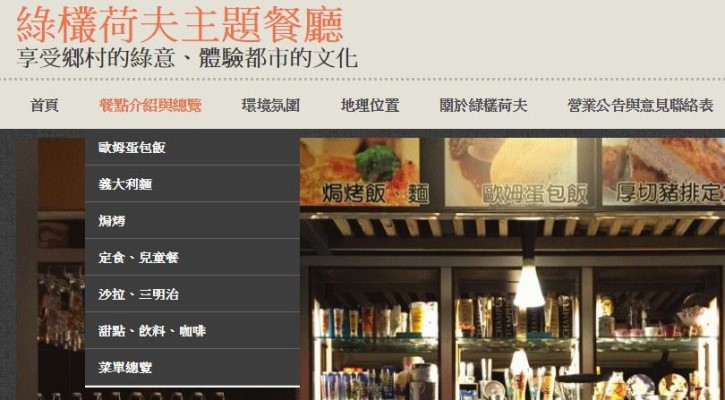 綠欉荷夫主題餐廳
享受鄉村的綠意、體驗都市的文化
首頁 餐點介紹與總覽 環境氛圍 地理位置 關於綠欉荷夫 營業公告與意見聯絡表
歐姆蛋包飯
義大利麵
焗烤
定食、兒童餐
沙拉、三明治
甜點、飲料、咖啡
菜單總覽
焗烤飯、麵 歐姆蛋包飯 厚切豬排定